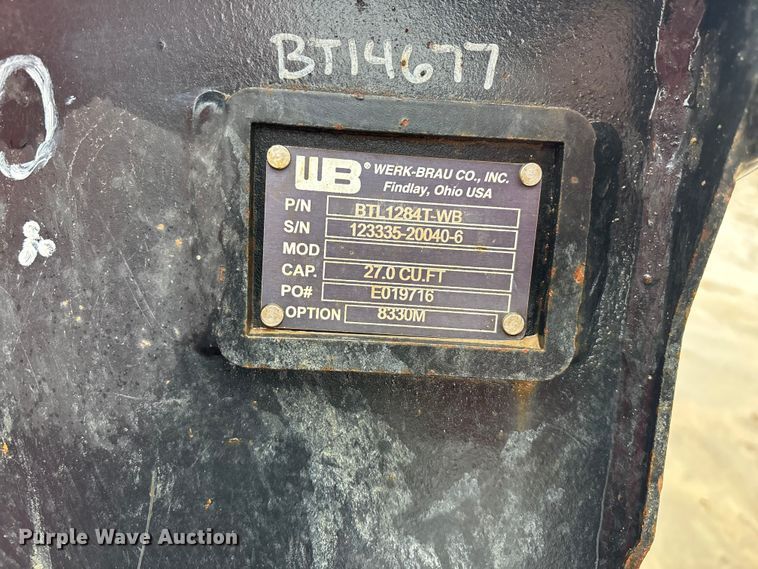 BT14677
O
WB® WERK-BRAU CO., INC.
Findlay, Ohio USA
P/N BTL1284T-WB
S/N 123335-20040-6
MOD
CAP. 27.0 CU.FT
PO# E019716
OPTION 8330M
Purple Wave Auction®